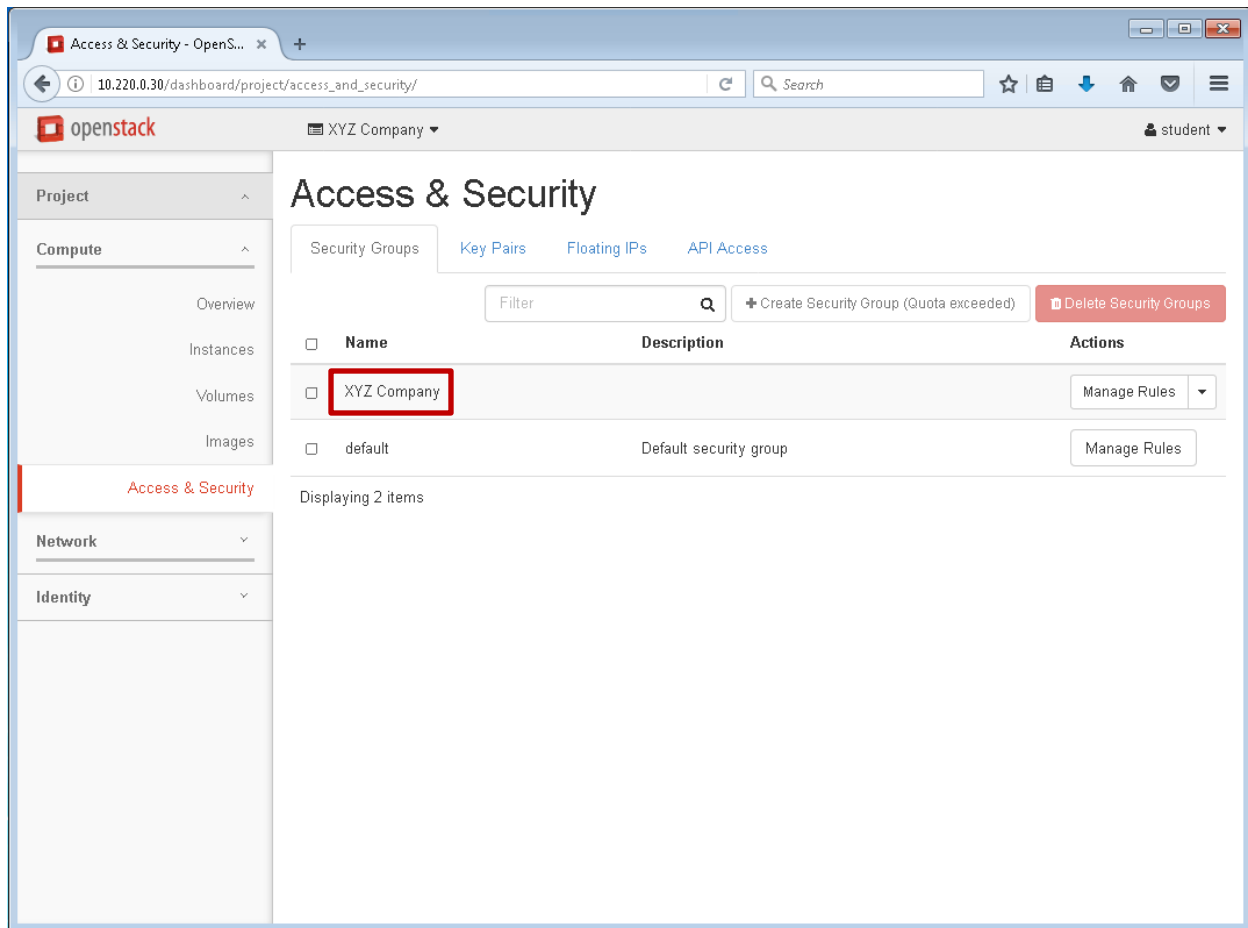 Access & Security - OpenS...
10.220.0.30/dashboard/project/access_and_security/
Search
openstack
XYZ Company
student
Project
Compute
Overview
Instances
Volumes
Images
Access & Security
Network
Identity
Access & Security
Security Groups Key Pairs Floating IPs API Access
Filter Create Security Group (Quota exceeded) Delete Security Groups
Name Description Actions
XYZ Company Manage Rules
default Default security group Manage Rules
Displaying 2 items